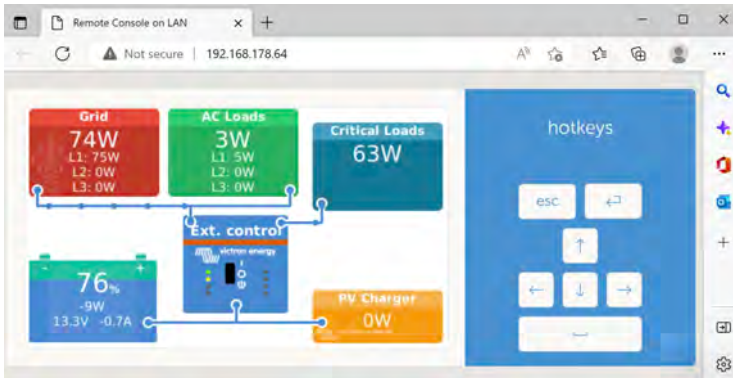 Remote Console on LAN
Not secure | 192.168.178.64
Grid
74W
L1: 75W
L2: 0W
L3: 0W
AC Loads
3W
L1: 5W
L2: 0W
L3: 0W
Critical Loads
63W
Ext. control
victron energy
76%
-9W
13.3V -0.7A
PV Charger
0W
hotkeys
esc